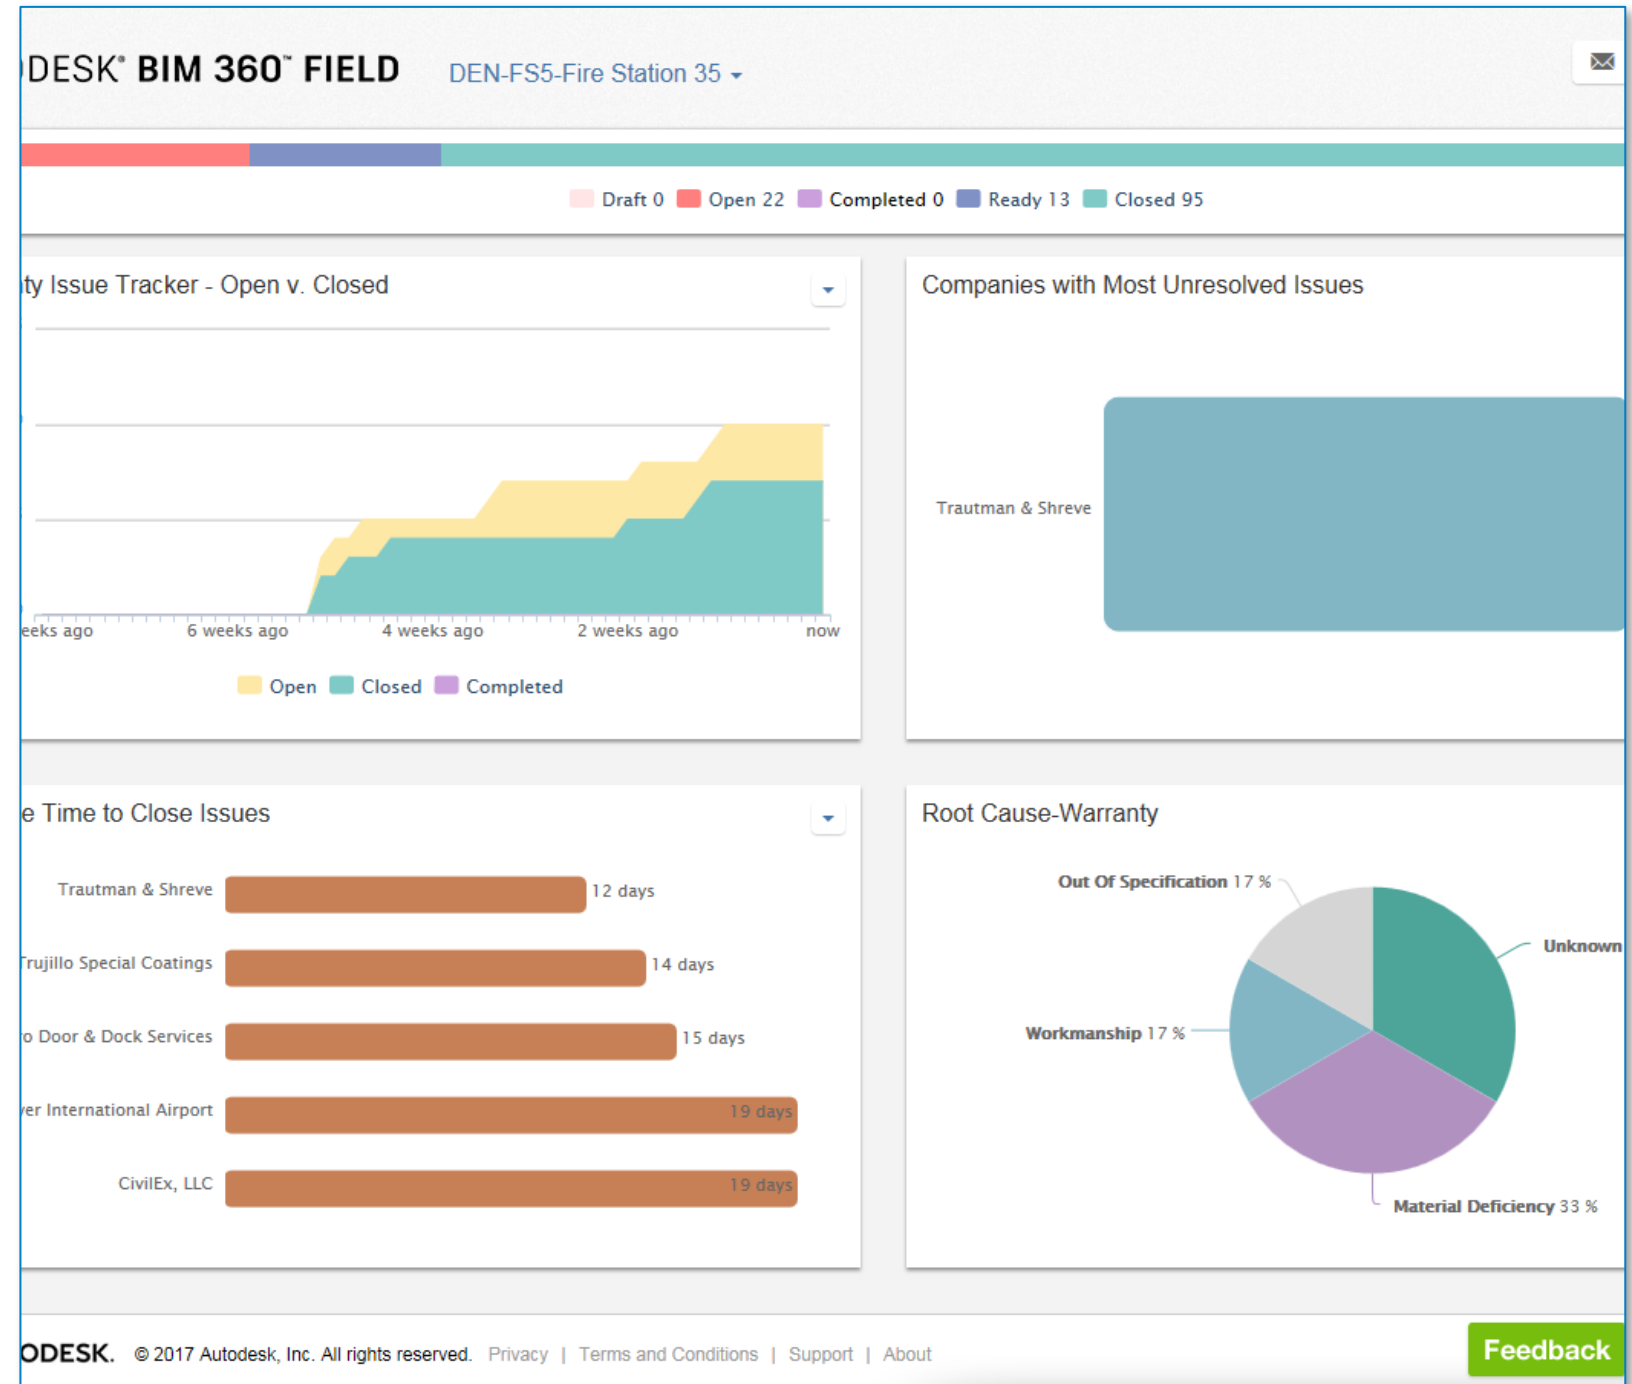 DESK® BIM 360™ FIELD DEN-FS5-Fire Station 35
Draft 0 Open 22 Completed 0 Ready 13 Closed 95
ty Issue Tracker - Open v. Closed
6 weeks ago 4 weeks ago 2 weeks ago now
eeks ago
Open Closed Completed
Companies with Most Unresolved Issues
Trautman & Shreve
e Time to Close Issues
Trautman & Shreve 12 days
Trujillo Special Coatings 14 days
o Door & Dock Services 15 days
ver International Airport 19 days
CivilEx, LLC 19 days
Root Cause-Warranty
Out Of Specification 17 %
Unknown
Workmanship 17 %
Material Deficiency 33 %
ODESK. © 2017 Autodesk, Inc. All rights reserved. Privacy | Terms and Conditions | Support | About
Feedback